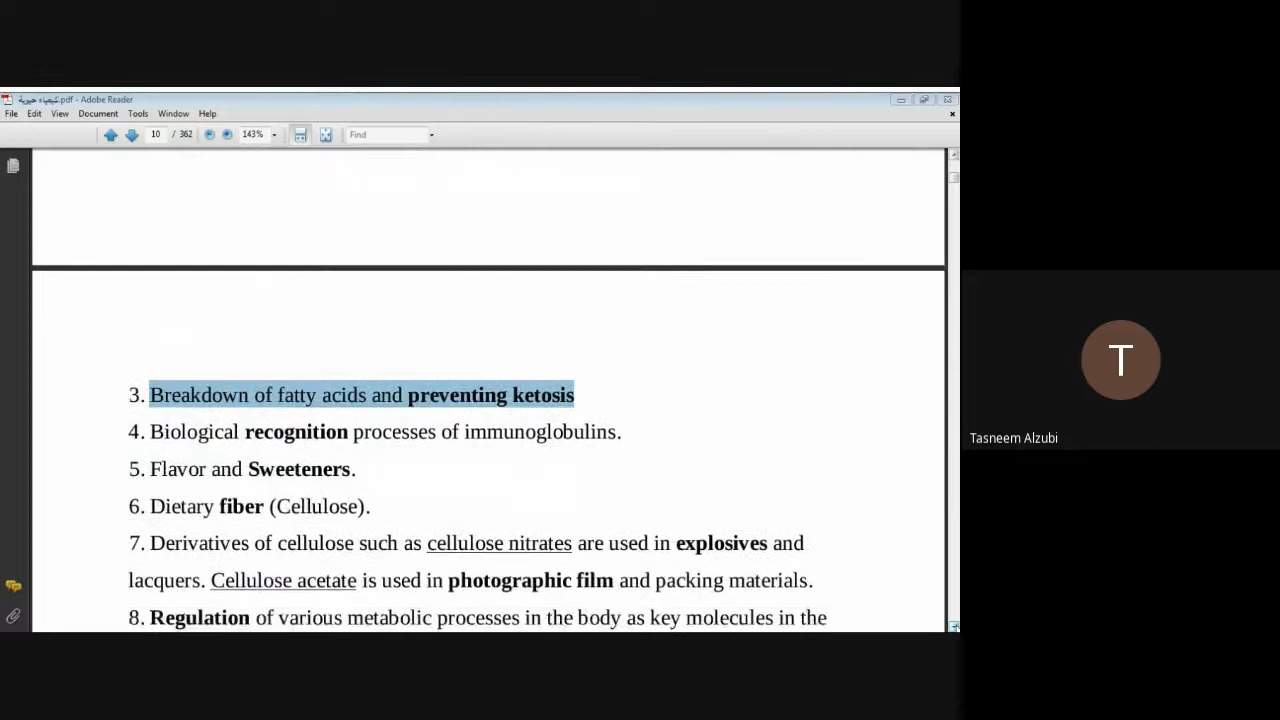 شيمياء حيوية.pdf - Adobe Reader
File Edit View Document Tools Window Help
10 / 362 143% Find
3. Breakdown of fatty acids and preventing ketosis
4. Biological recognition processes of immunoglobulins.
5. Flavor and Sweeteners.
6. Dietary fiber (Cellulose).
7. Derivatives of cellulose such as cellulose nitrates are used in explosives and
lacquers. Cellulose acetate is used in photographic film and packing materials.
8. Regulation of various metabolic processes in the body as key molecules in the
T
Tasneem Alzubi